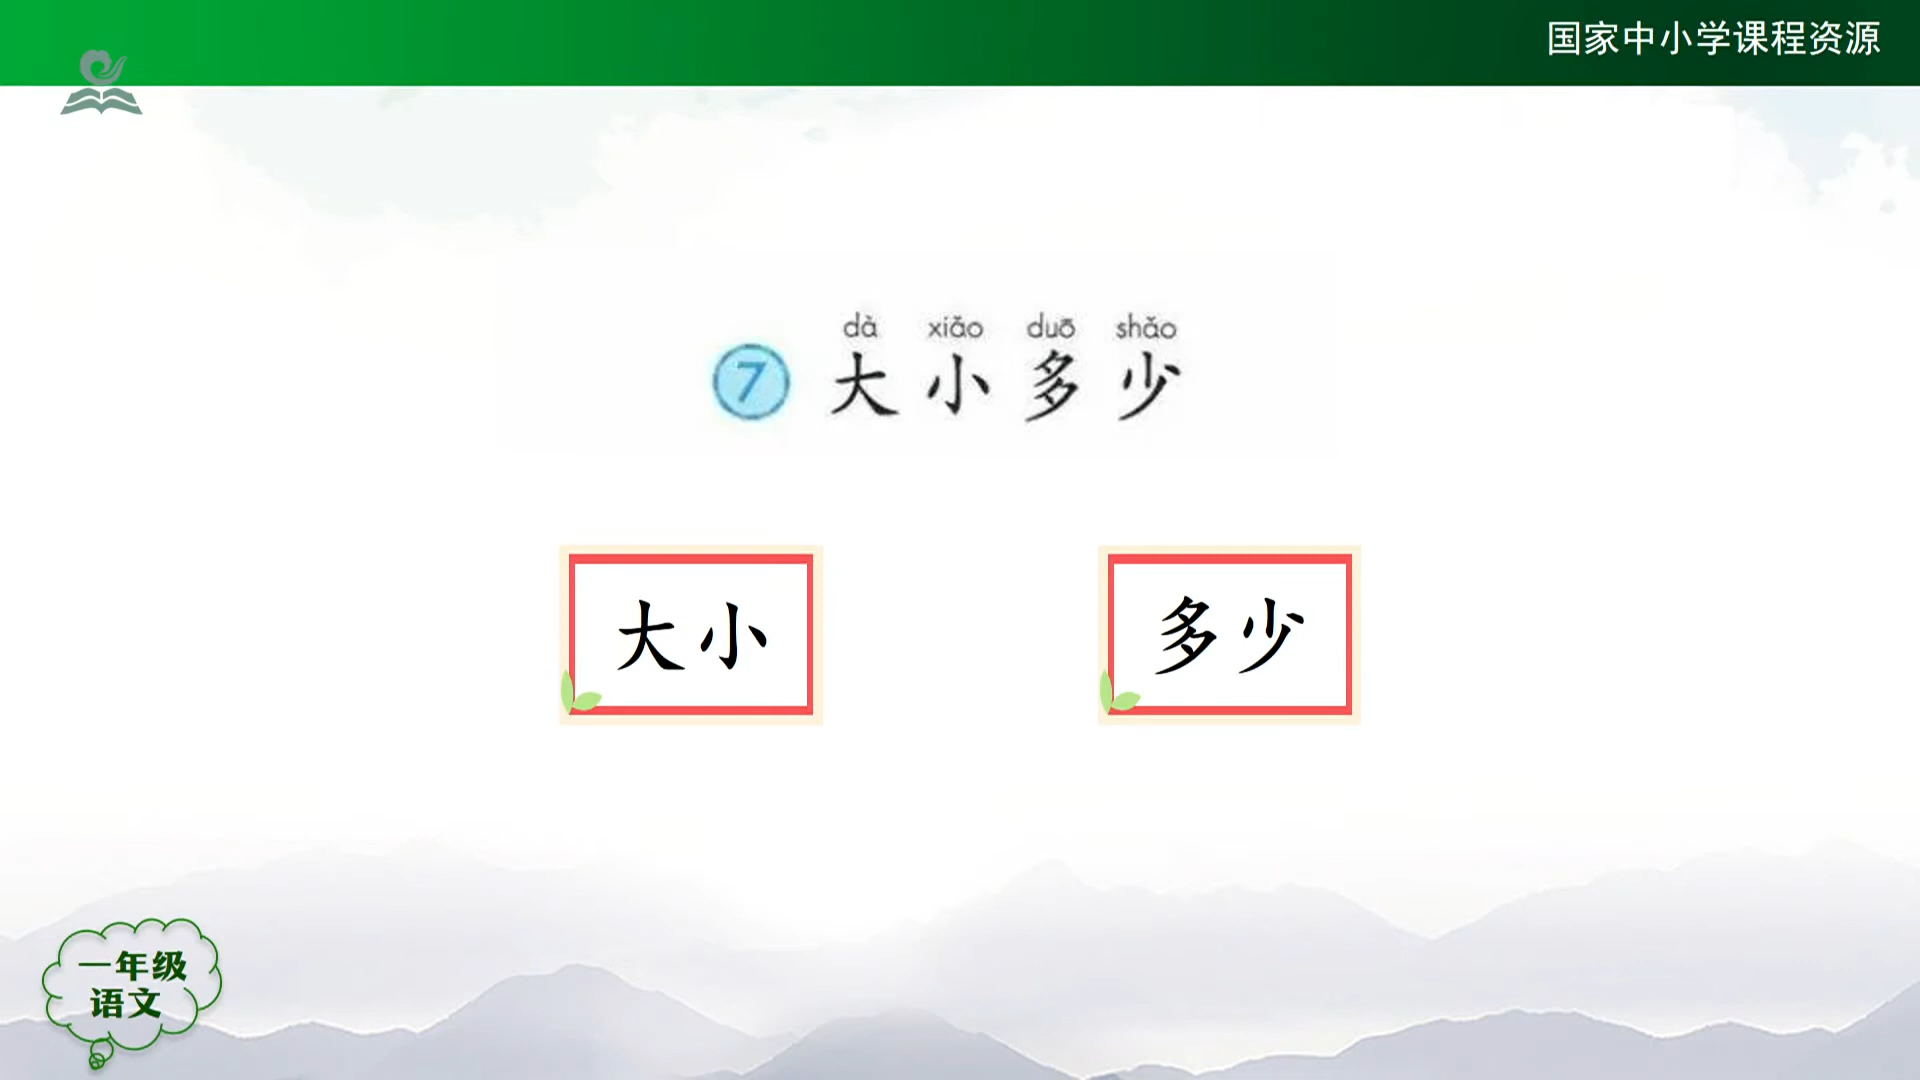 国家中小学课程资源
dà xiǎo duō shǎo
7 大小多少
大小
多少
一年级
语文